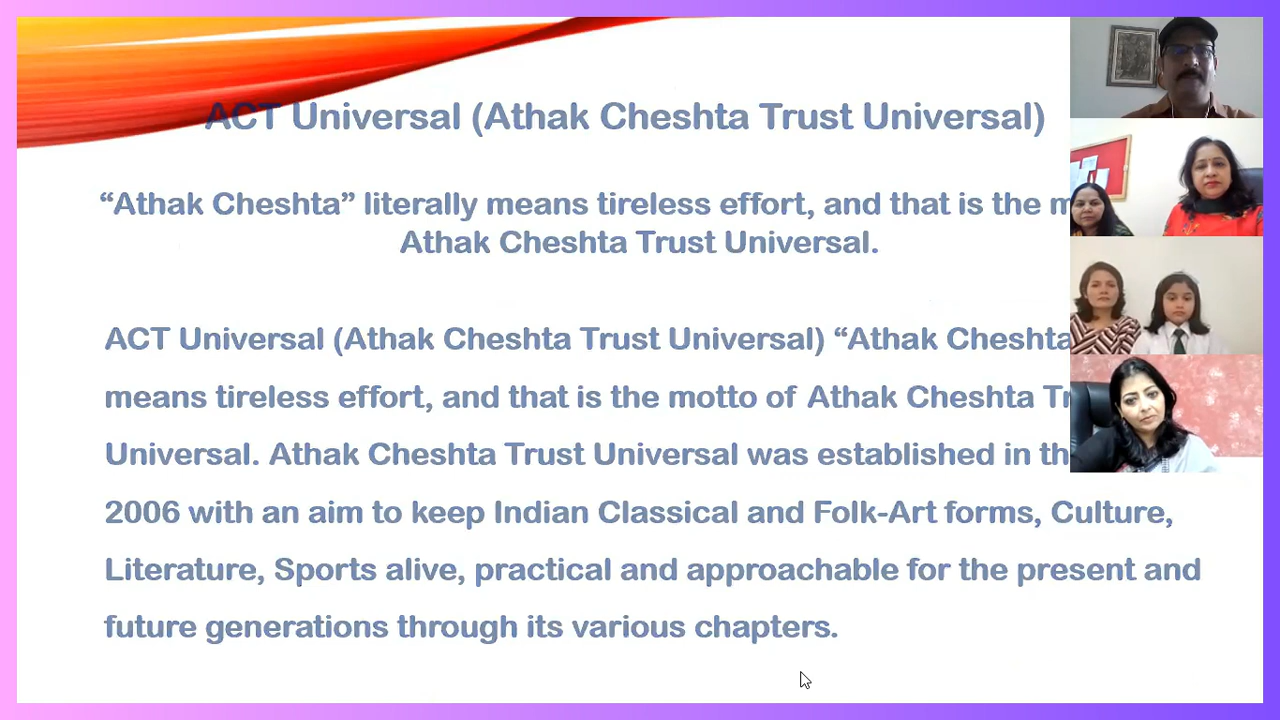 ACT Universal (Athak Cheshta Trust Universal)
“Athak Cheshta” literally means tireless effort, and that is the
Athak Cheshta Trust Universal.
ACT Universal (Athak Cheshta Trust Universal) “Athak Cheshta
means tireless effort, and that is the motto of Athak Cheshta
Universal. Athak Cheshta Trust Universal was established in
2006 with an aim to keep Indian Classical and Folk-Art forms, Culture,
Literature, Sports alive, practical and approachable for the present and
future generations through its various chapters.